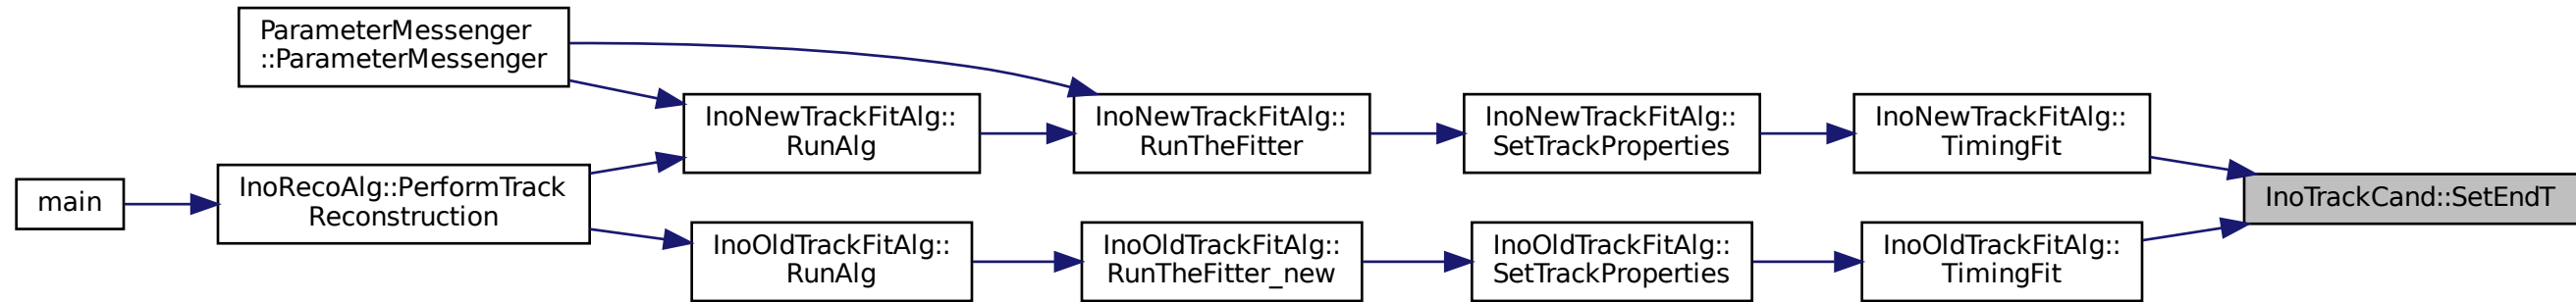 ParameterMessenger
::ParameterMessenger
main
InoRecoAlg::PerformTrack
Reconstruction
InoNewTrackFitAlg::
RunAlg
InoNewTrackFitAlg::
RunTheFitter
InoNewTrackFitAlg::
SetTrackProperties
InoNewTrackFitAlg::
TimingFit
InoOldTrackFitAlg::
RunAlg
InoOldTrackFitAlg::
RunTheFitter_new
InoOldTrackFitAlg::
SetTrackProperties
InoOldTrackFitAlg::
TimingFit
InoTrackCand::SetEndT